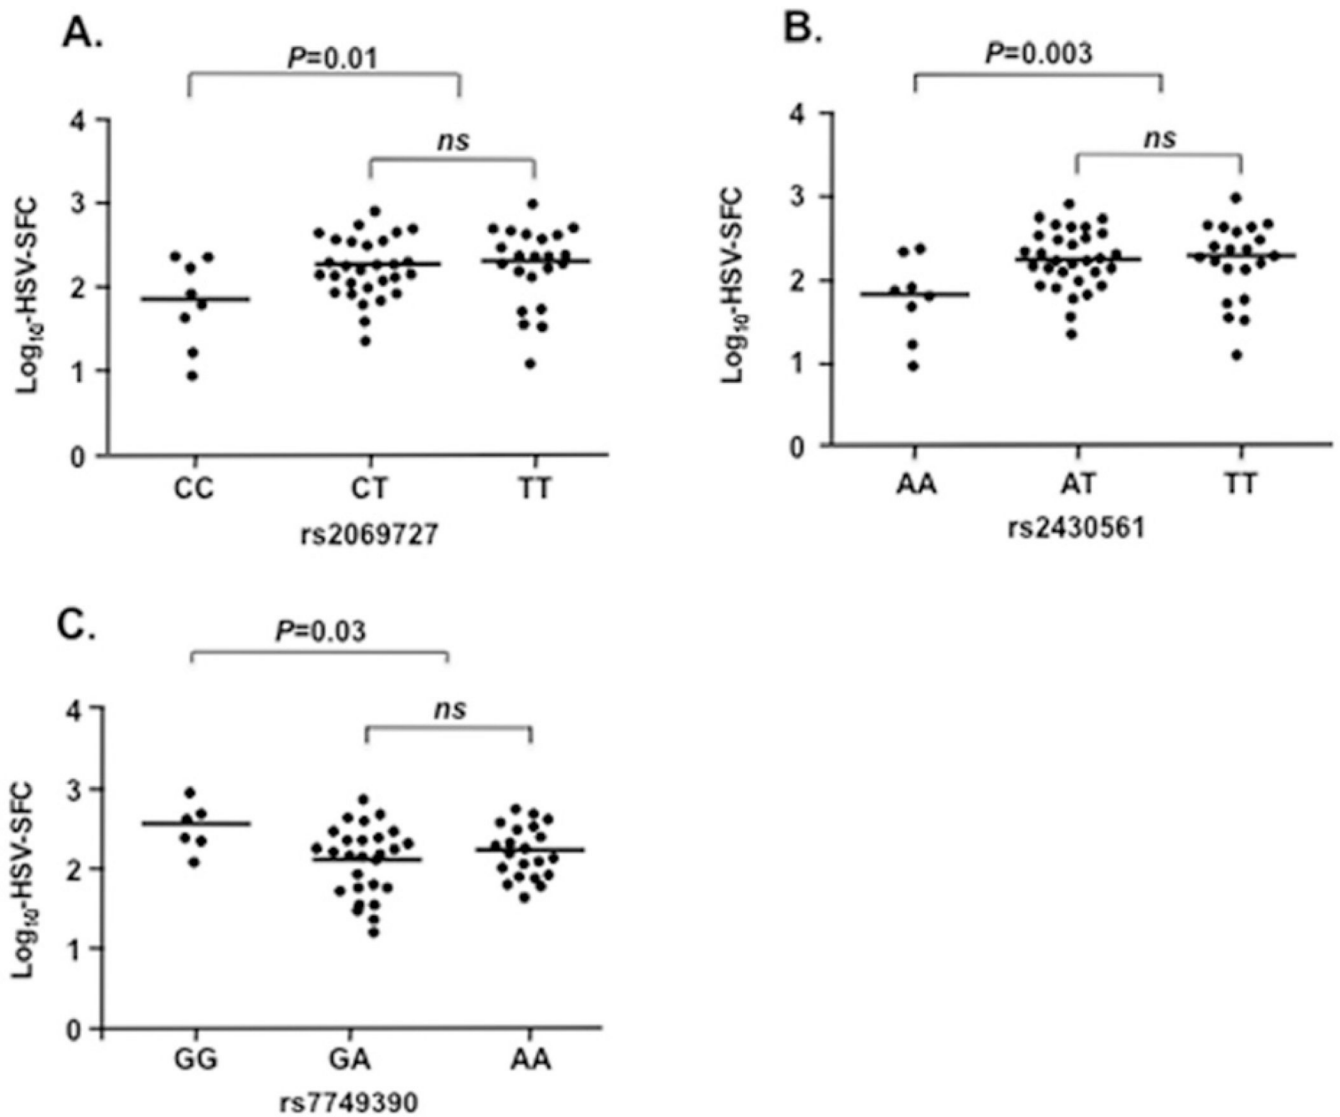 A.
P=0.01
ns
4
3
2
1
0
Log10-HSV-SFC
CC CT TT
rs2069727
B.
P=0.003
ns
4
3
2
1
0
Log10-HSV-SFC
AA AT TT
rs2430561
C.
P=0.03
ns
4
3
2
1
0
Log10-HSV-SFC
GG GA AA
rs7749390